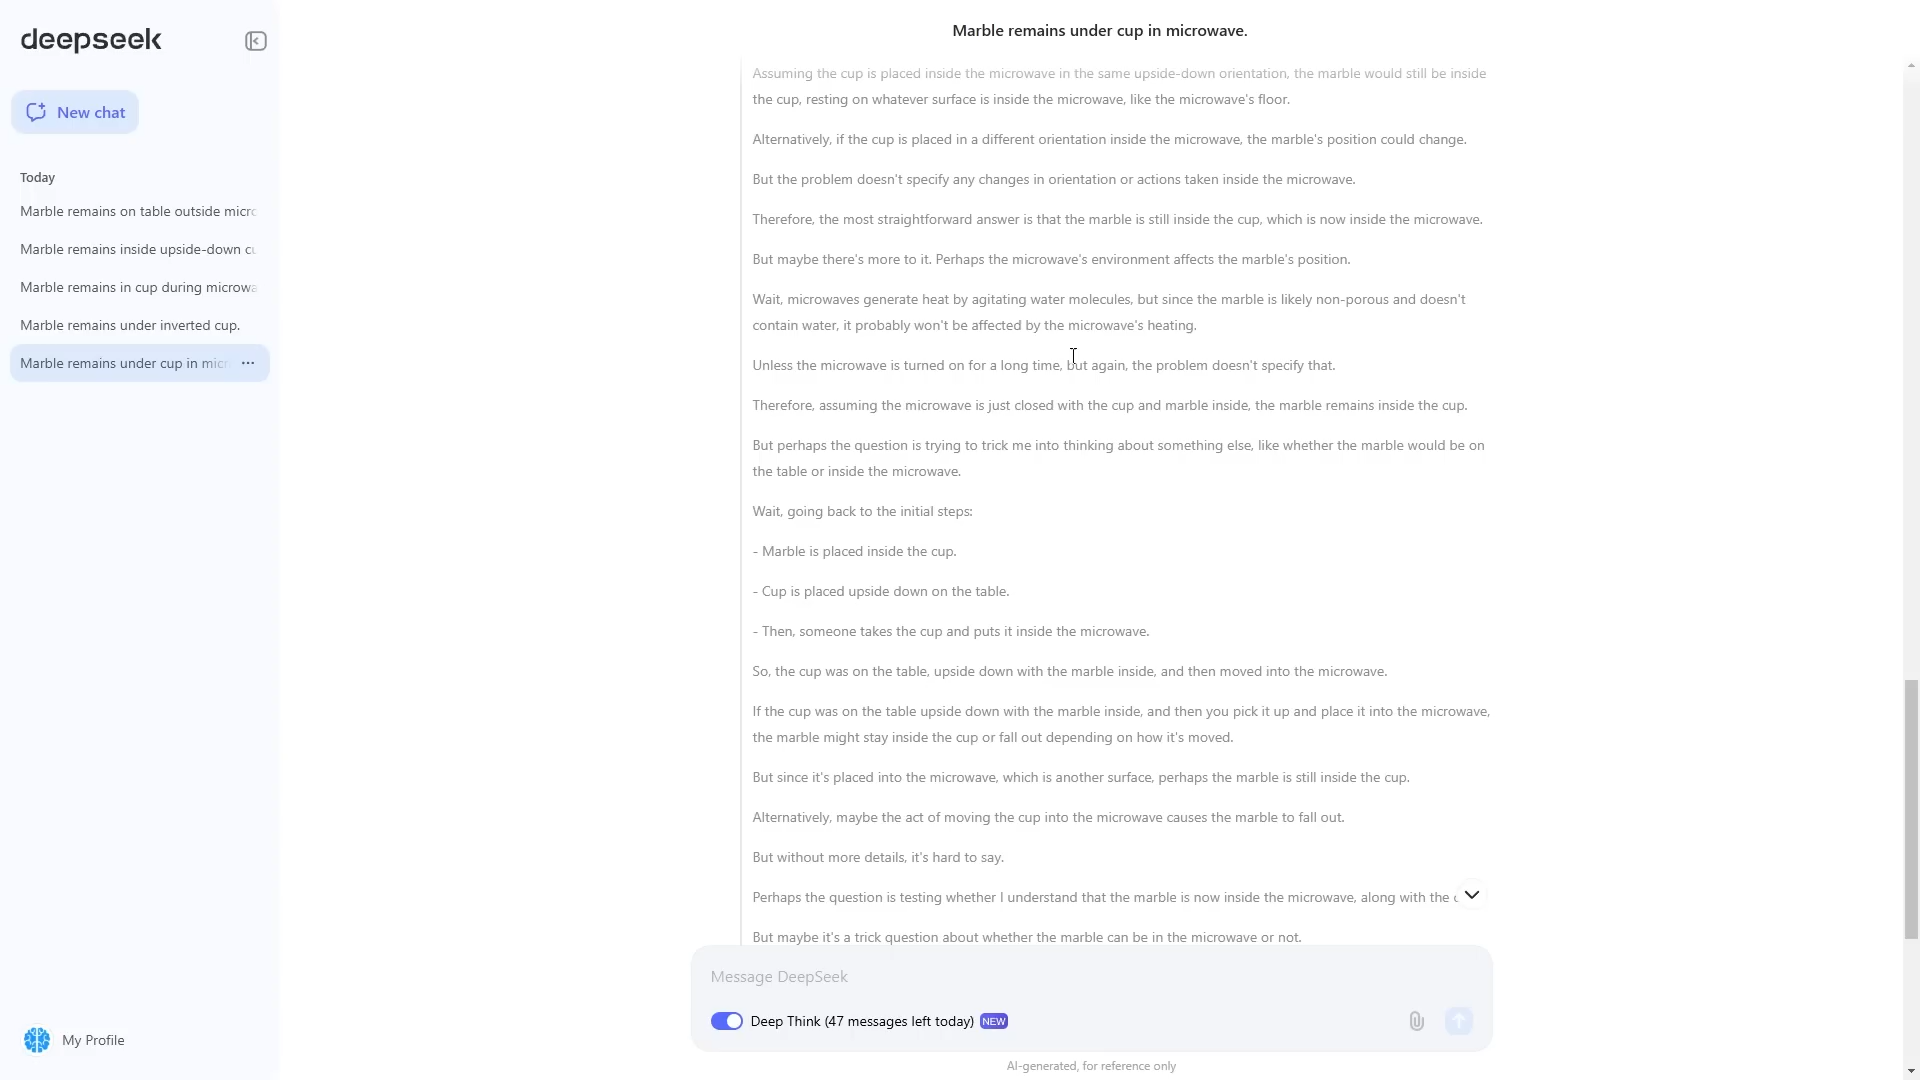 deepseek
New chat
Today
Marble remains on table outside micro
Marble remains inside upside-down cu
Marble remains in cup during microwa
Marble remains under inverted cup.
Marble remains under cup in micr
My Profile
Marble remains under cup in microwave.
Assuming the cup is placed inside the microwave in the same upside-down orientation, the marble would still be inside
the cup, resting on whatever surface is inside the microwave, like the microwave's floor.
Alternatively, if the cup is placed in a different orientation inside the microwave, the marble's position could change.
But the problem doesn't specify any changes in orientation or actions taken inside the microwave.
Therefore, the most straightforward answer is that the marble is still inside the cup, which is now inside the microwave.
But maybe there's more to it. Perhaps the microwave's environment affects the marble's position.
Wait, microwaves generate heat by agitating water molecules, but since the marble is likely non-porous and doesn't
contain water, it probably won't be affected by the microwave's heating.
Unless the microwave is turned on for a long time, but again, the problem doesn't specify that.
Therefore, assuming the microwave is just closed with the cup and marble inside, the marble remains inside the cup.
But perhaps the question is trying to trick me into thinking about something else, like whether the marble would be on
the table or inside the microwave.
Wait, going back to the initial steps:
- Marble is placed inside the cup.
- Cup is placed upside down on the table.
- Then, someone takes the cup and puts it inside the microwave.
So, the cup was on the table, upside down with the marble inside, and then moved into the microwave.
If the cup was on the table upside down with the marble inside, and then you pick it up and place it into the microwave,
the marble might stay inside the cup or fall out depending on how it's moved.
But since it's placed into the microwave, which is another surface, perhaps the marble is still inside the cup.
Alternatively, maybe the act of moving the cup into the microwave causes the marble to fall out.
But without more details, it's hard to say.
Perhaps the question is testing whether I understand that the marble is now inside the microwave, along with the
But maybe it's a trick question about whether the marble can be in the microwave or not.
Message DeepSeek
Deep Think (47 messages left today) NEW
AI-generated, for reference only